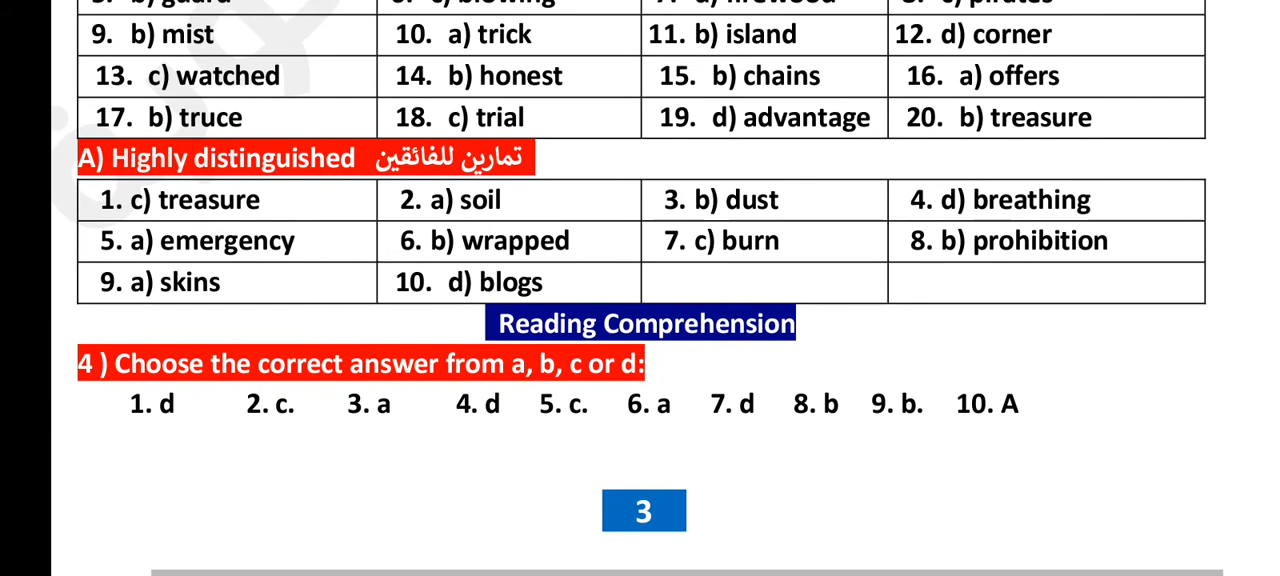 9. b) mist 10. a) trick 11. b) island 12. d) corner
13. c) watched 14. b) honest 15. b) chains 16. a) offers
17. b) truce 18. c) trial 19. d) advantage 20. b) treasure
A) Highly distinguished تمارين للفائقين
1. c) treasure 2. a) soil 3. b) dust 4. d) breathing
5. a) emergency 6. b) wrapped 7. c) burn 8. b) prohibition
9. a) skins 10. d) blogs
Reading Comprehension
4 ) Choose the correct answer from a, b, c or d:
1. d 2. c. 3. a 4. d 5. c. 6. a 7. d 8. b 9. b. 10. A
3